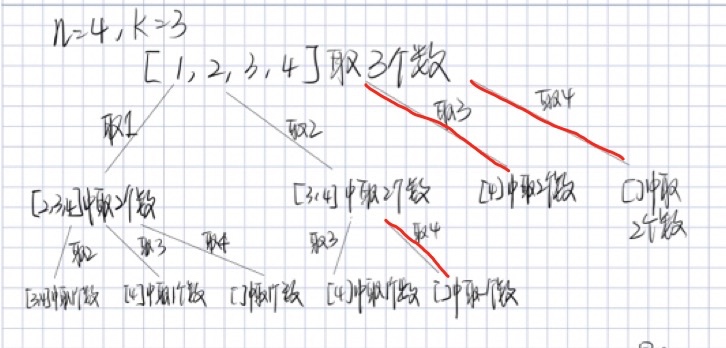 n=4,k=3
[1,2,3,4]取3个数
取1 取2 取3 取4
[2,3,4]中取2个数 [3,4]中取2个数 [4]中取2个数 []中取
2个数
取2 取3 取4 取3 取4
[3,4]中取1个数 [4]中取1个数 []中取1个数 [4]中取1个数 []中取1个数